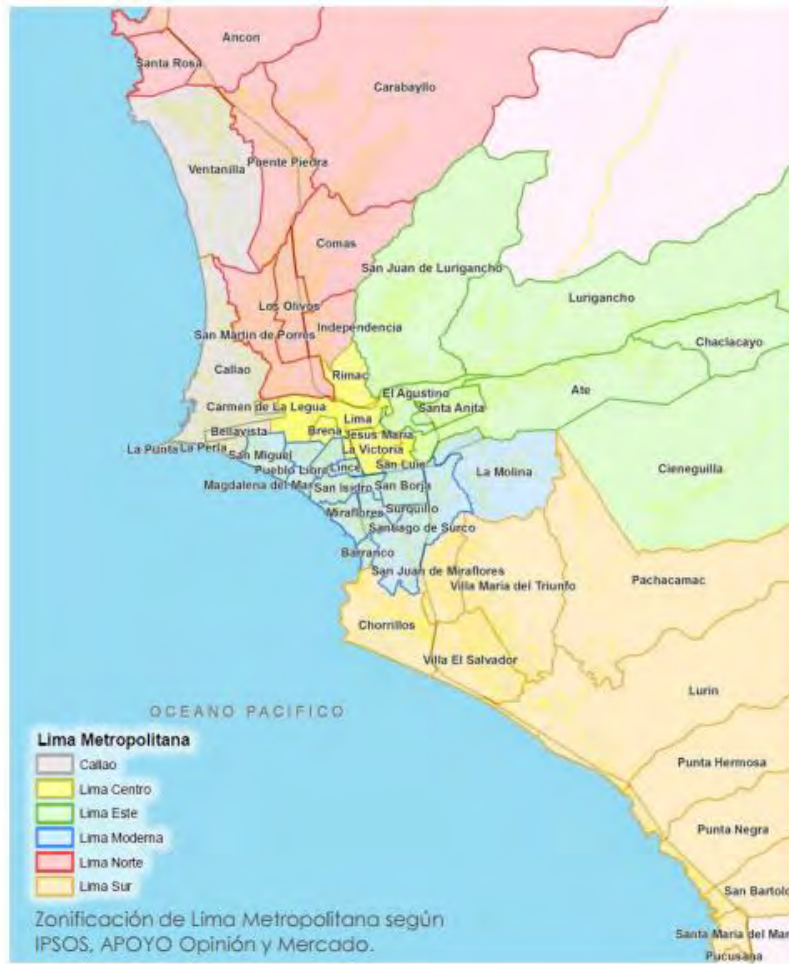 Ancon
Santa Rosa
Carabayllo
Ventanilla
Puente Piedra
Comas
San Juan de Lurigancho
Lurigancho
Los Olivos
San Martin de Porres
Independencia
Chaclacayo
Callao
Rimac
Ate
El Agustino
Santa Anita
Carmen de La Legua
Lima
Bellavista
Brena
Jesus Maria
La Punta
La Perla
La Victoria
San Miguel
San Luis
Pueblo Libre
Lince
La Molina
Cieneguilla
Magdalena del Mar
San Isidro
San Borja
Miraflores
Surquillo
Santiago de Surco
Barranco
San Juan de Miraflores
Villa Maria del Triunfo
Pachacamac
Chorrillos
Villa El Salvador
Lurin
OCEANO PACIFICO
Punta Hermosa
Punta Negra
San Bartolo
Santa Maria del Mar
Pucusana
Lima Metropolitana
Callao
Lima Centro
Lima Este
Lima Moderna
Lima Norte
Lima Sur
Zonificación de Lima Metropolitana según
IPSOS, APOYO Opinión y Mercado.